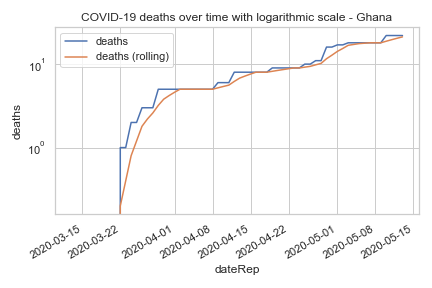 COVID-19 deaths over time with logarithmic scale - Ghana
deaths
deaths (rolling)
10¹
10⁰
deaths
2020-03-15
2020-03-22
2020-04-01
2020-04-08
2020-04-15
2020-04-22
2020-05-01
2020-05-08
2020-05-15
dateRep